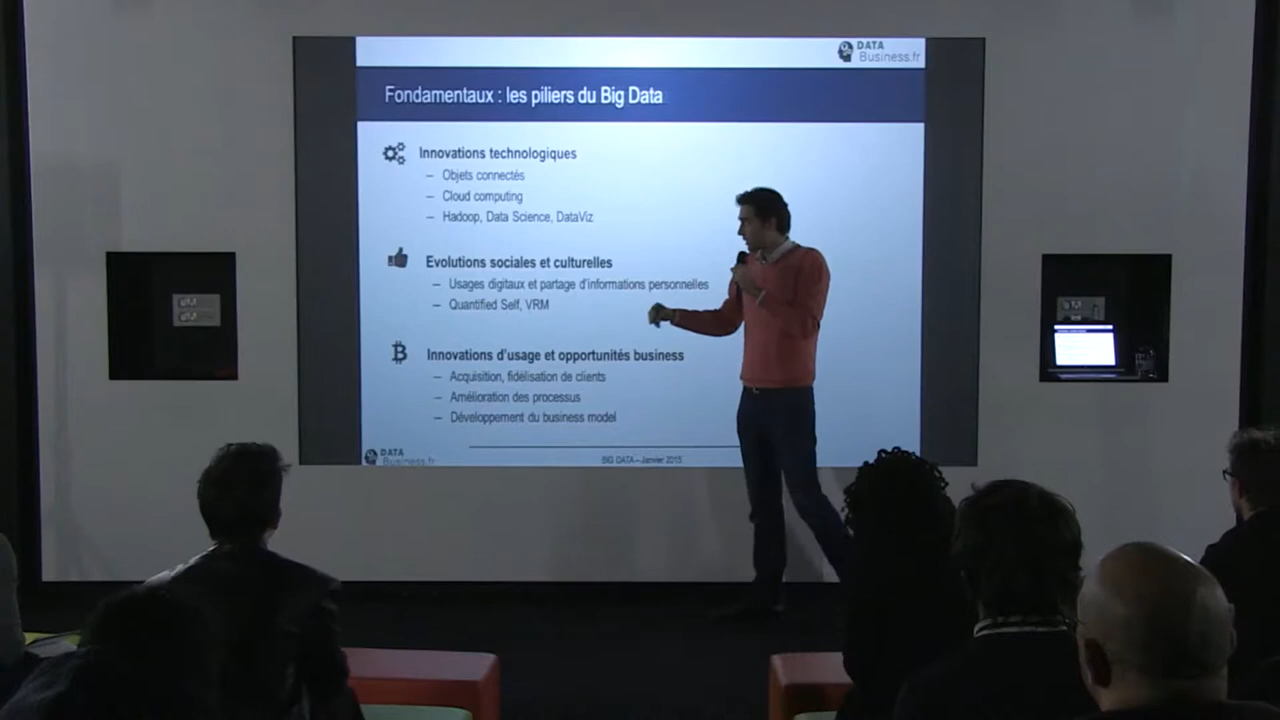 DATA
Business.fr
Fondamentaux : les piliers du Big Data
Innovations technologiques
– Objets connectés
– Cloud computing
– Hadoop, Data Science, DataViz
Evolutions sociales et culturelles
– Usages digitaux et partage d'informations personnelles
– Quantified Self, VRM
Innovations d'usage et opportunités business
– Acquisition, fidélisation de clients
– Amélioration des processus
– Développement du business model
DATA
Business.fr
BIG DATA – Janvier 2015